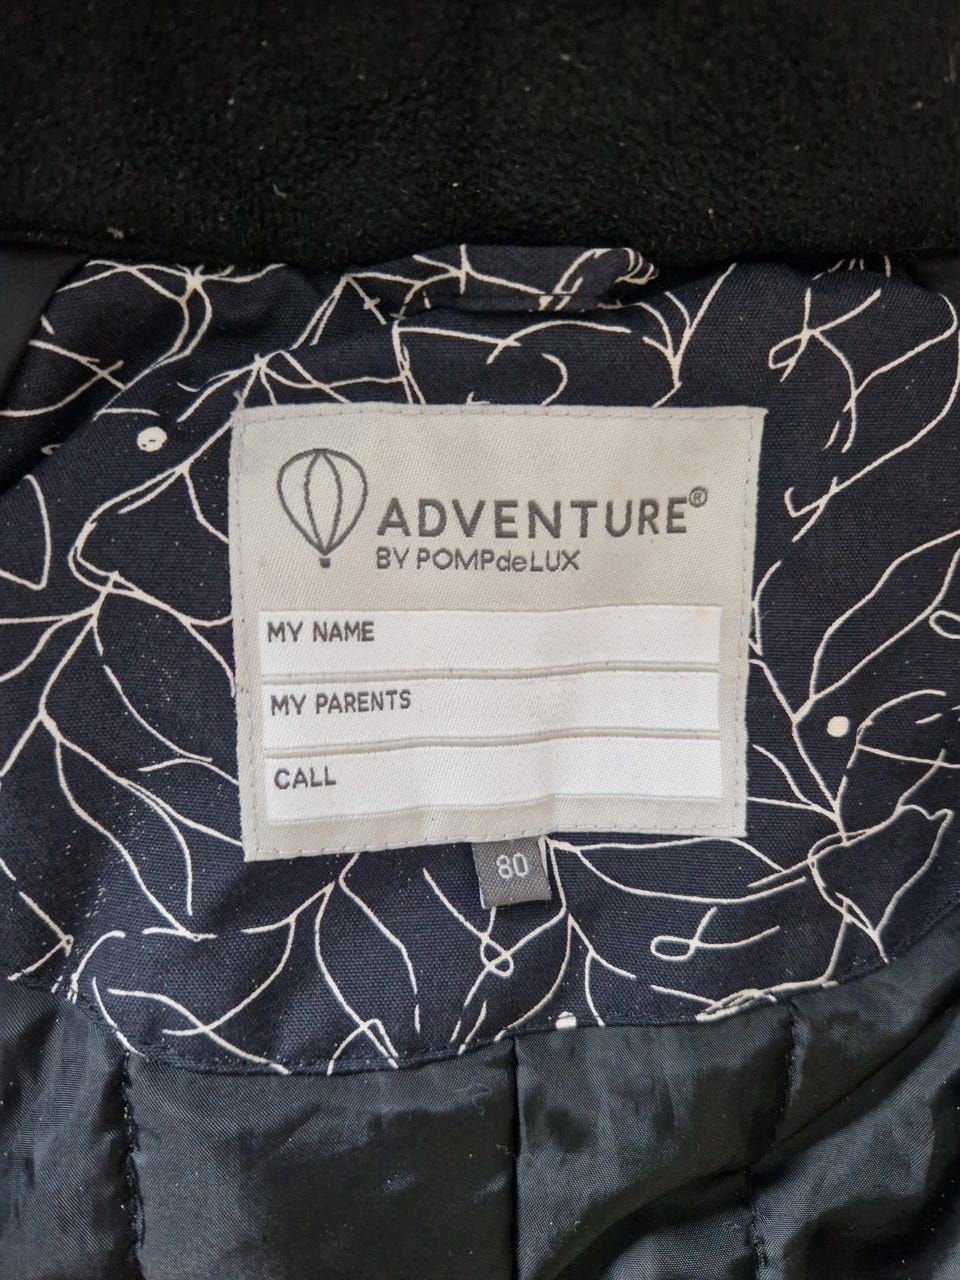 ADVENTURE®
BY POMPdeLUX
MY NAME
MY PARENTS
CALL
80